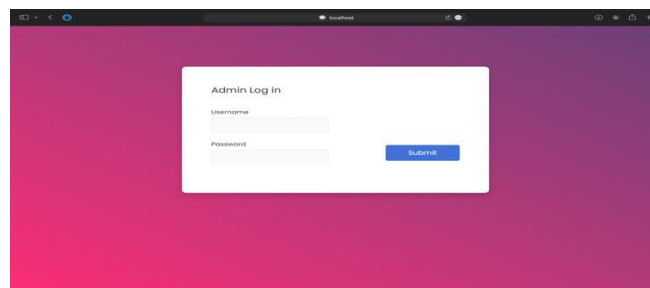 localhost
Admin Log in
Username
Password
Submit